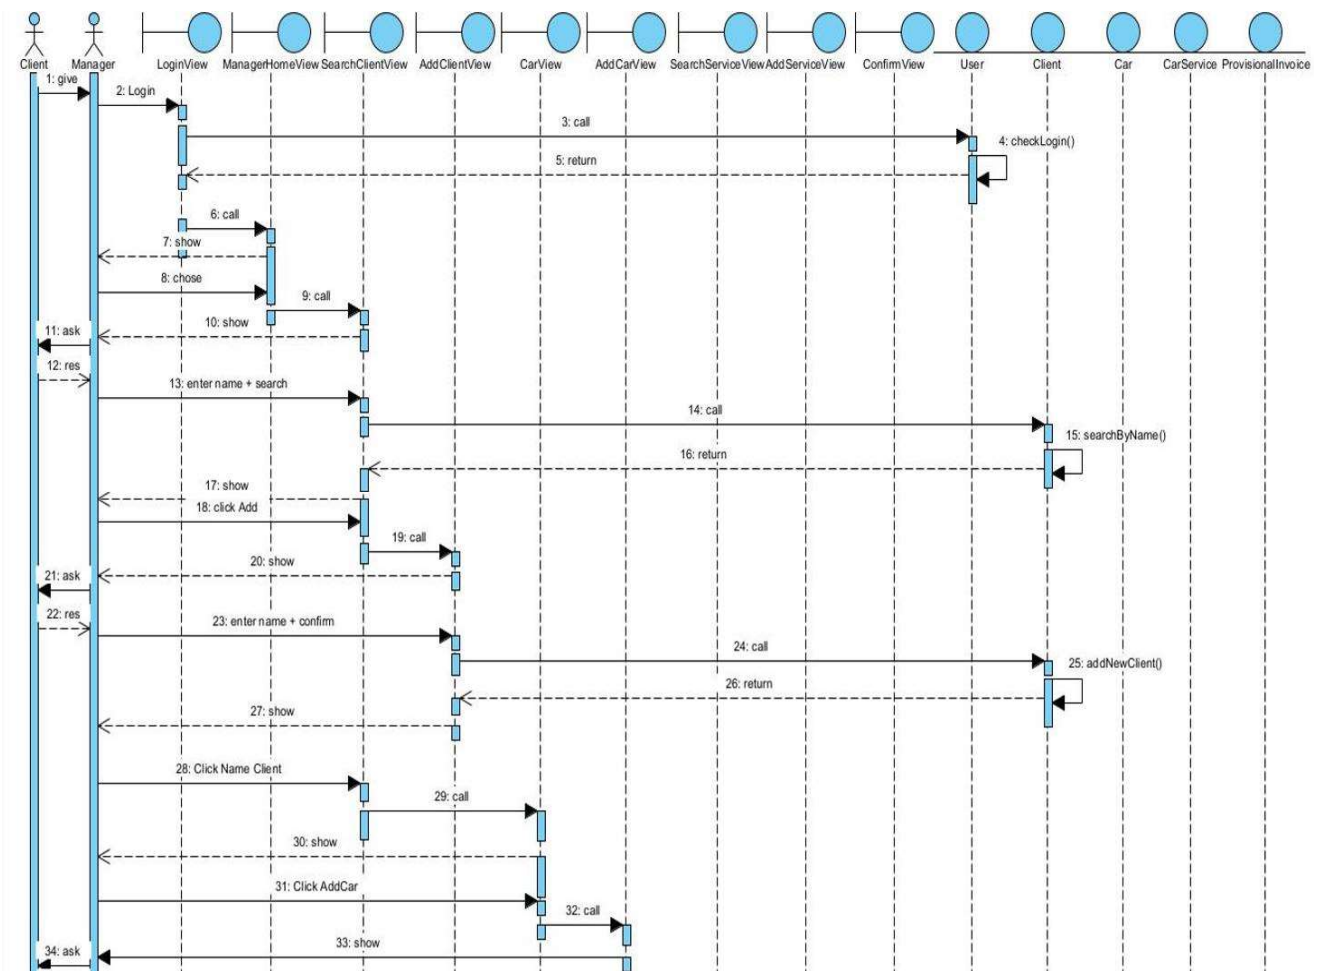 Client Manager LoginView ManagerHomeView SearchClientView AddClientView CarView AddCarView SearchServiceView AddServiceView ConfirmView User Client Car CarService ProvisionalInvoice
1: give
2: Login
3: call
4: checkLogin()
5: return
6: call
7: show
8: chose
9: call
10: show
11: ask
12: res
13: enter name + search
14: call
15: searchByName()
16: return
17: show
18: click Add
19: call
20: show
21: ask
22: res
23: enter name + confirm
24: call
25: addNewClient()
26: return
27: show
28: Click Name Client
29: call
30: show
31: Click AddCar
32: call
33: show
34: ask